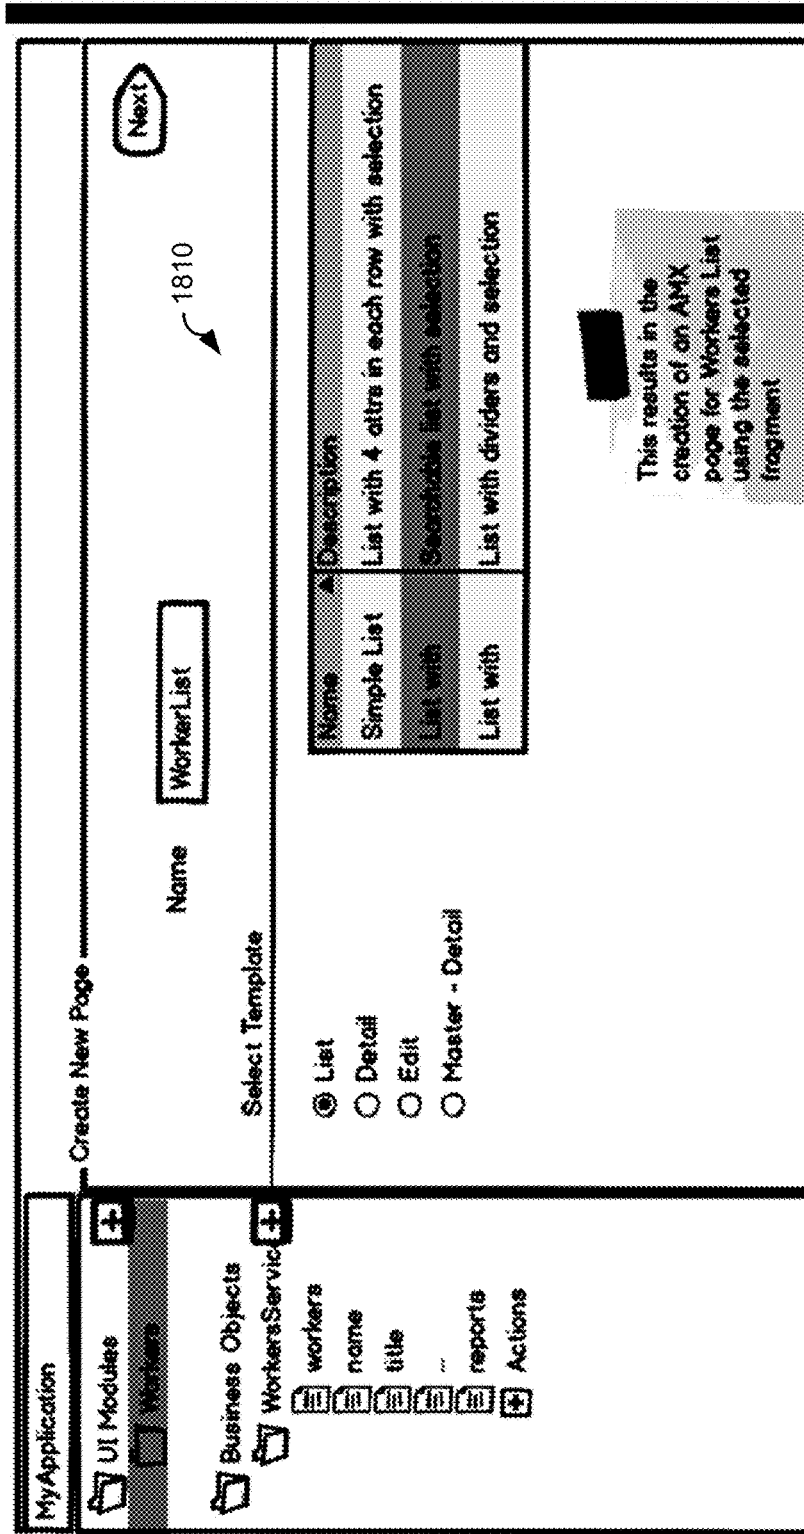 MyApplication
UI Modules
Workers
Business Objects
WorkersServic
workers
name
title
...
reports
Actions
Create New Page
Next
Name WorkerList
1810
Select Template
List
Detail
Edit
Master - Detail
Name Description
Simple List List with 4 attrs in each row with selection
List with Searchable list with selection
List with List with dividers and selection
This results in the
creation of an AMX
page for Workers List
using the selected
fragment